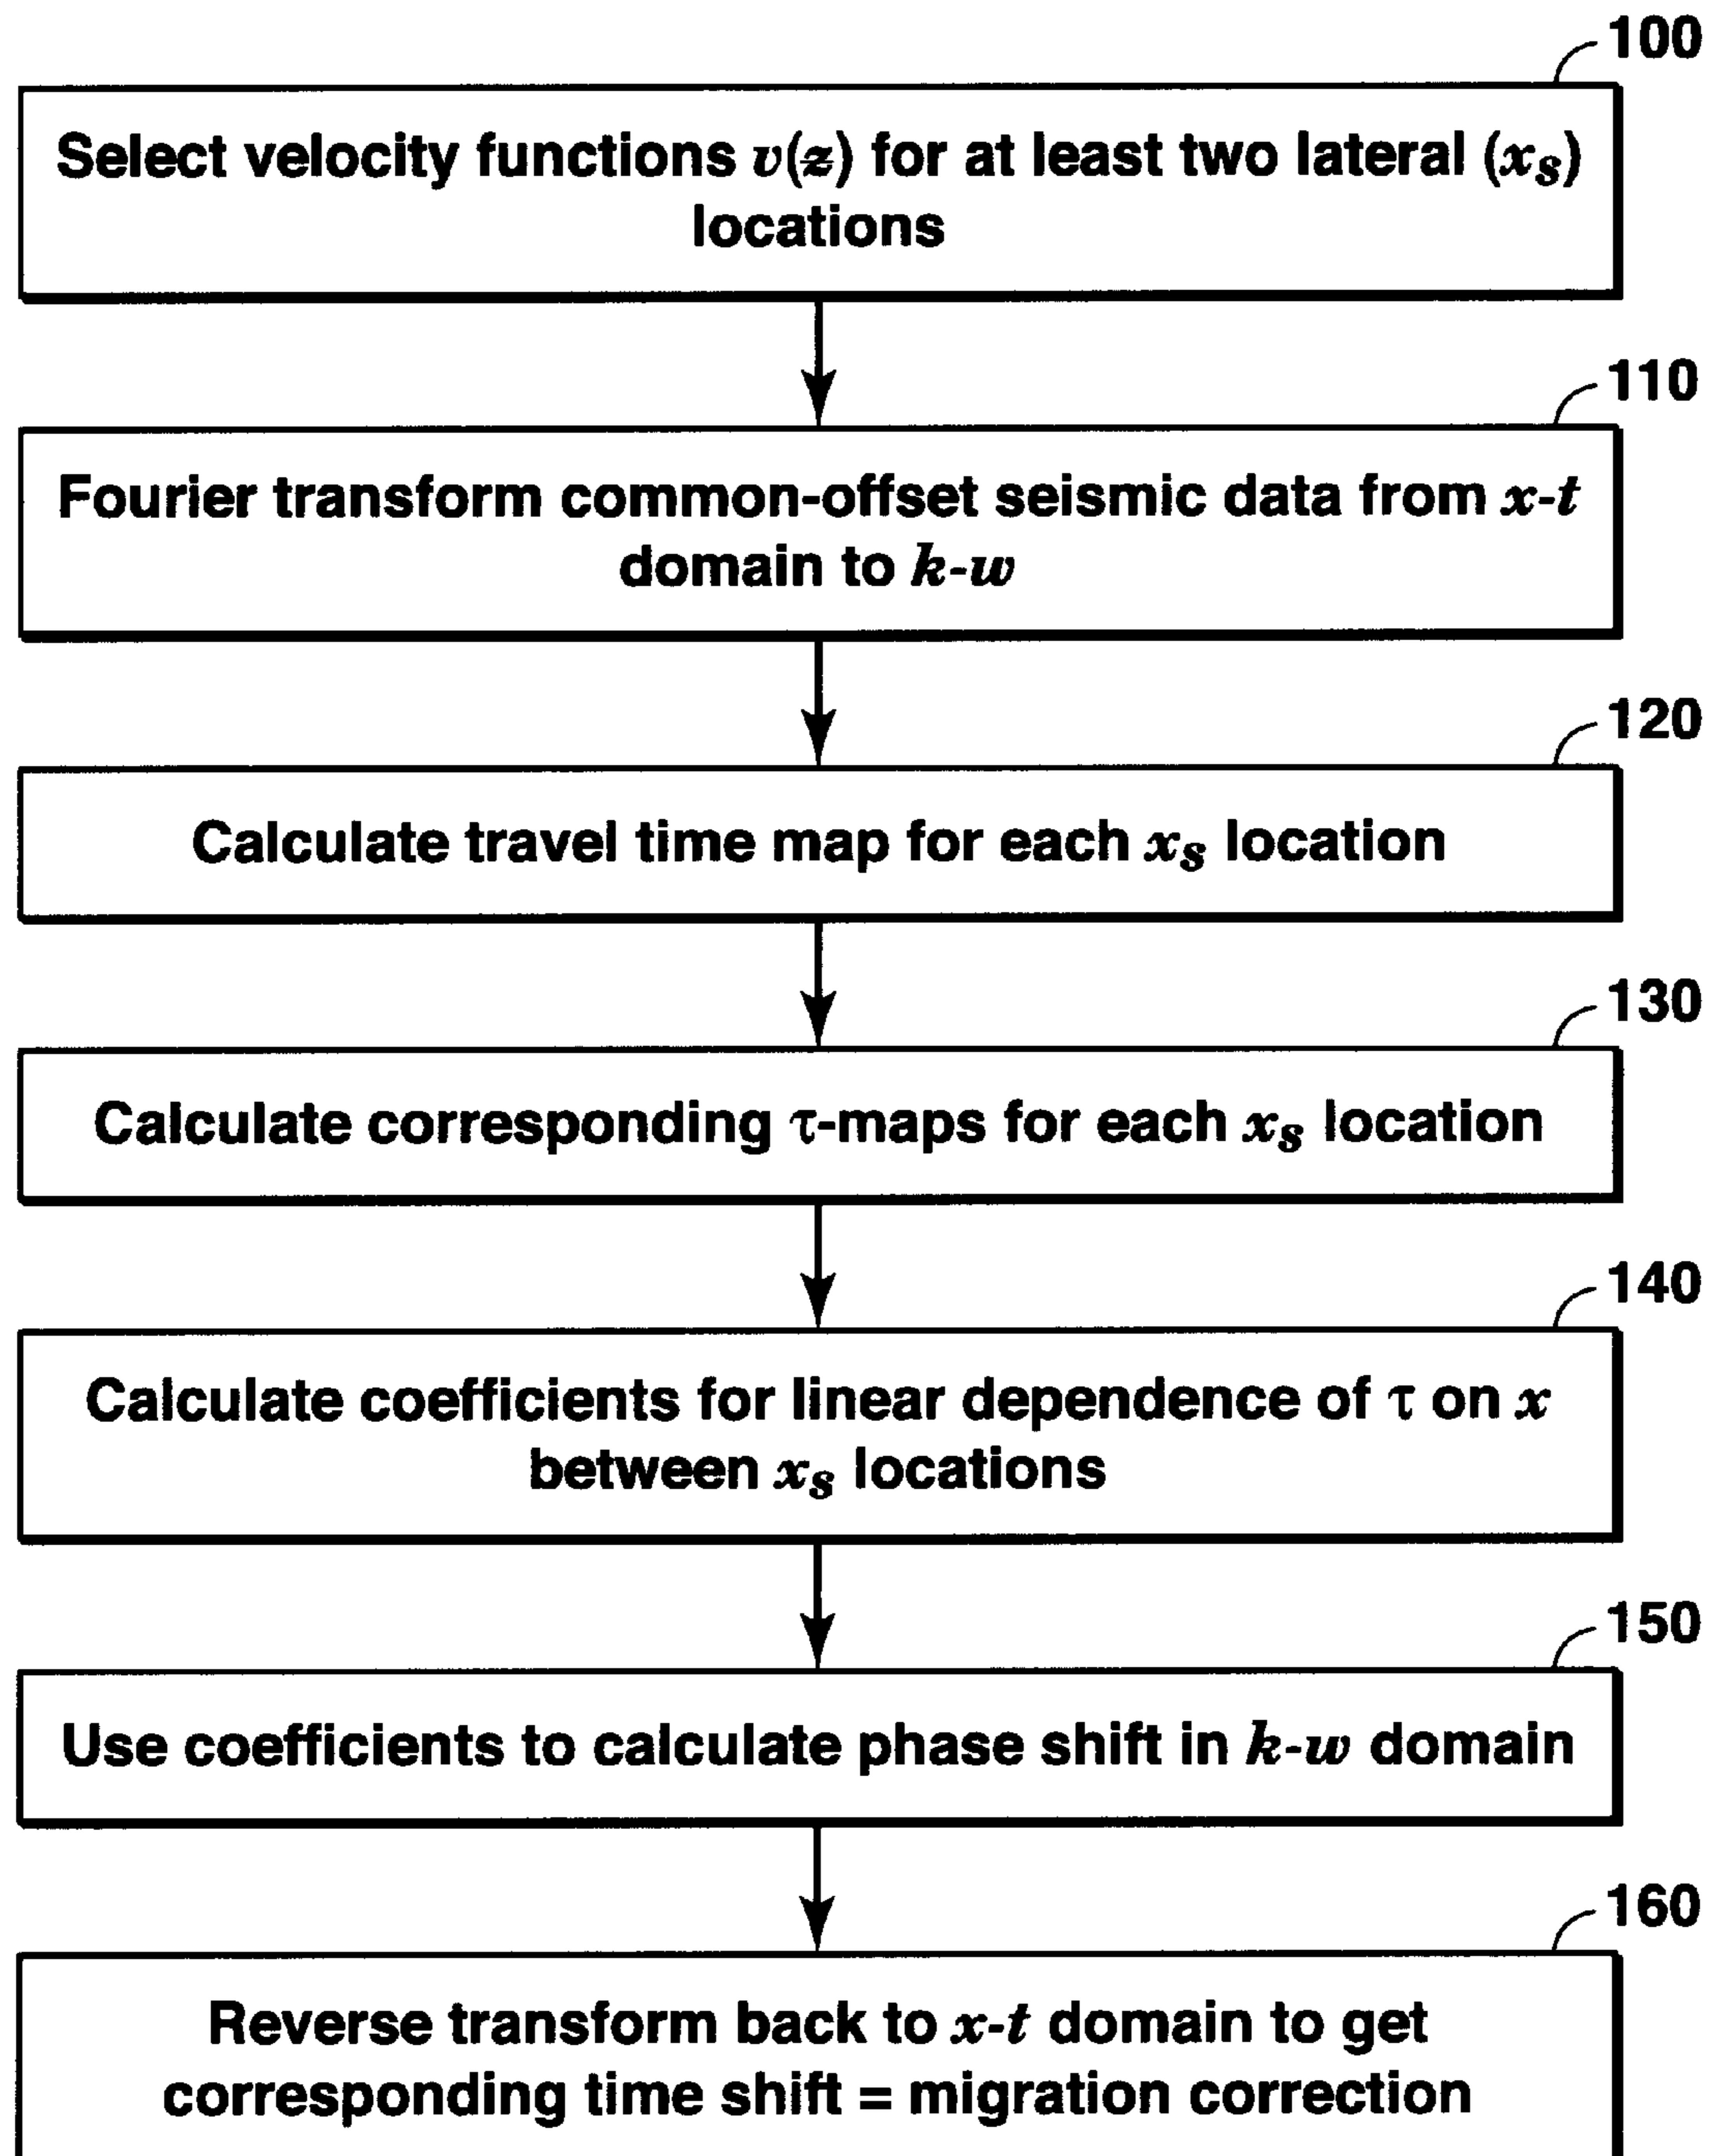 100
Select velocity functions v(z) for at least two lateral (xs)
locations
110
Fourier transform common-offset seismic data from x-t
domain to k-w
120
Calculate travel time map for each xs location
130
Calculate corresponding τ-maps for each xs location
140
Calculate coefficients for linear dependence of τ on x
between xs locations
150
Use coefficients to calculate phase shift in k-w domain
160
Reverse transform back to x-t domain to get
corresponding time shift = migration correction